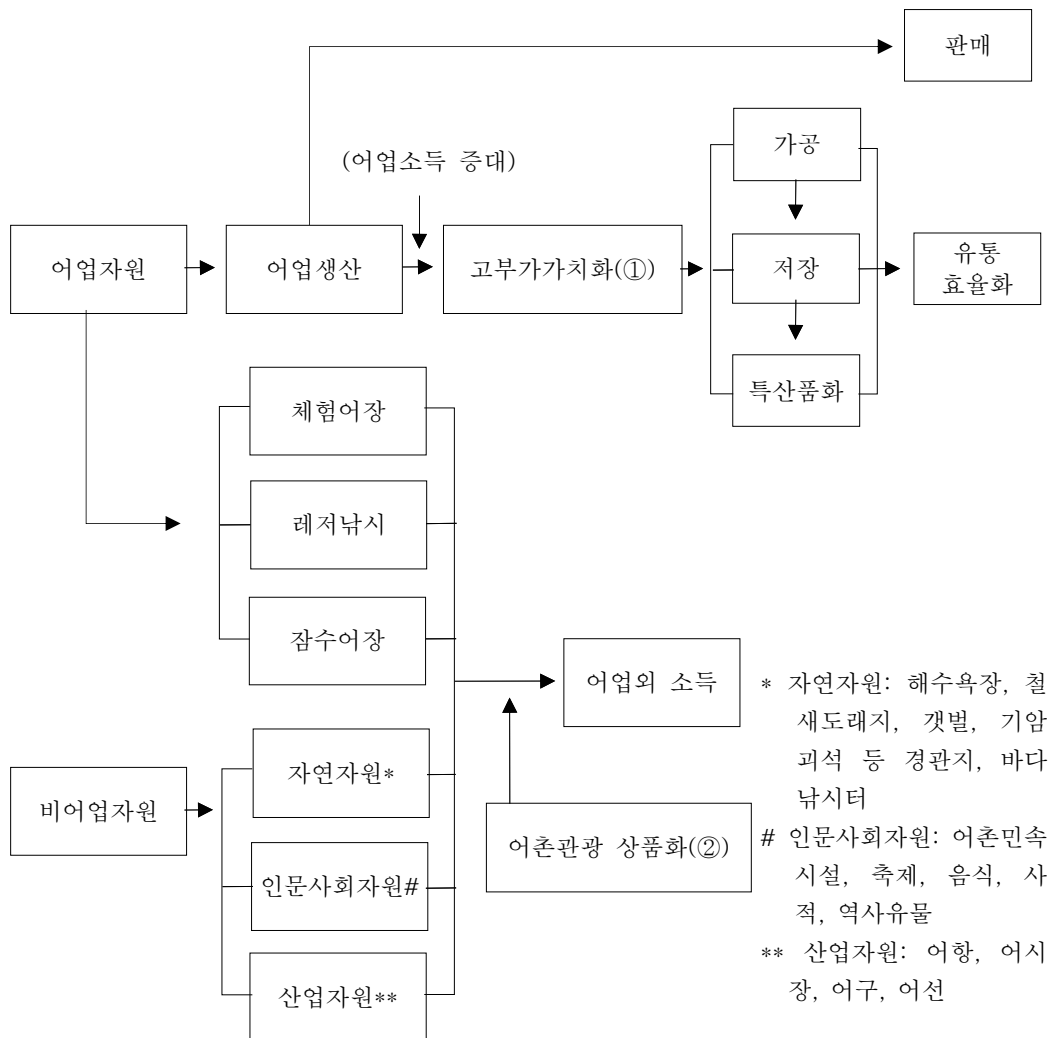 판매
가공
(어업소득 증대)
어업자원
어업생산
고부가가치화(①)
저장
유통
효율화
특산품화
체험어장
레저낚시
잠수어장
어업외 소득
* 자연자원: 해수욕장, 철
새도래지, 갯벌, 기암
괴석 등 경관지, 바다
낚시터
자연자원*
비어업자원
어촌관광 상품화(②)
# 인문사회자원: 어촌민속
시설, 축제, 음식, 사
적, 역사유물
인문사회자원#
** 산업자원: 어항, 어시
장, 어구, 어선
산업자원**